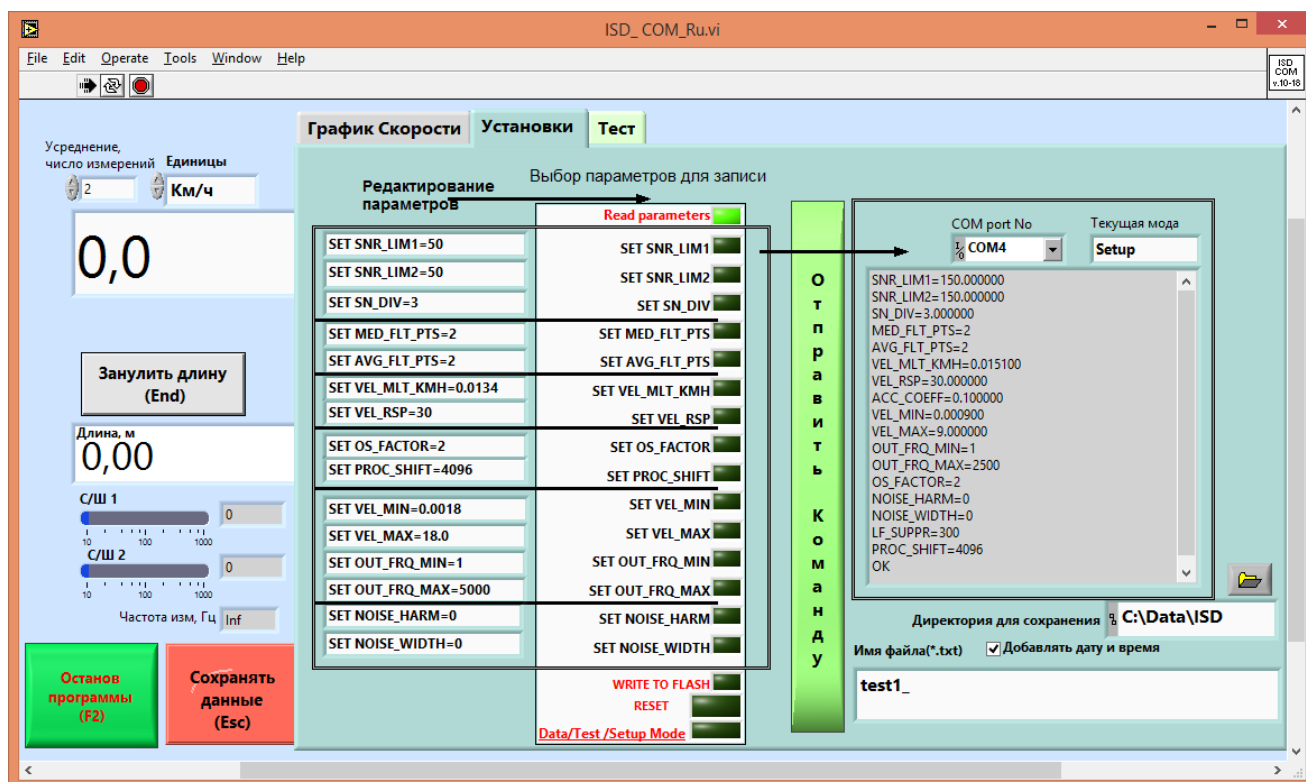 ISD_ COM_Ru.vi
File Edit Operate Tools Window Help
ISD
COM
v.10-18
График Скорости Установки Тест
Усреднение,
число измерений Единицы
2 Км/ч
0,0
Занулить длину
(End)
Длина, м
0,00
С/Ш 1
0
10 100 1000
С/Ш 2
0
10 100 1000
Частота изм, Гц Inf
Останов
программы
(F2)
Сохранять
данные
(Esc)
Редактирование
параметров
Выбор параметров для записи
Read parameters
SET SNR_LIM1=50 SET SNR_LIM1
SET SNR_LIM2=50 SET SNR_LIM2
SET SN_DIV=3 SET SN_DIV
SET MED_FLT_PTS=2 SET MED_FLT_PTS
SET AVG_FLT_PTS=2 SET AVG_FLT_PTS
SET VEL_MLT_KMH=0.0134 SET VEL_MLT_KMH
SET VEL_RSP=30 SET VEL_RSP
SET OS_FACTOR=2 SET OS_FACTOR
SET PROC_SHIFT=4096 SET PROC_SHIFT
SET VEL_MIN=0.0018 SET VEL_MIN
SET VEL_MAX=18.0 SET VEL_MAX
SET OUT_FRQ_MIN=1 SET OUT_FRQ_MIN
SET OUT_FRQ_MAX=5000 SET OUT_FRQ_MAX
SET NOISE_HARM=0 SET NOISE_HARM
SET NOISE_WIDTH=0 SET NOISE_WIDTH
WRITE TO FLASH
RESET
Data/Test /Setup Mode
Отправить Команду
COM port No Текущая мода
COM4 Setup
SNR_LIM1=150.000000
SNR_LIM2=150.000000
SN_DIV=3.000000
MED_FLT_PTS=2
AVG_FLT_PTS=2
VEL_MLT_KMH=0.015100
VEL_RSP=30.000000
ACC_COEFF=0.100000
VEL_MIN=0.000900
VEL_MAX=9.000000
OUT_FRQ_MIN=1
OUT_FRQ_MAX=2500
OS_FACTOR=2
NOISE_HARM=0
NOISE_WIDTH=0
LF_SUPPR=300
PROC_SHIFT=4096
OK
Директория для сохранения C:\Data\ISD
Имя файла(*.txt) Добавлять дату и время
test1_